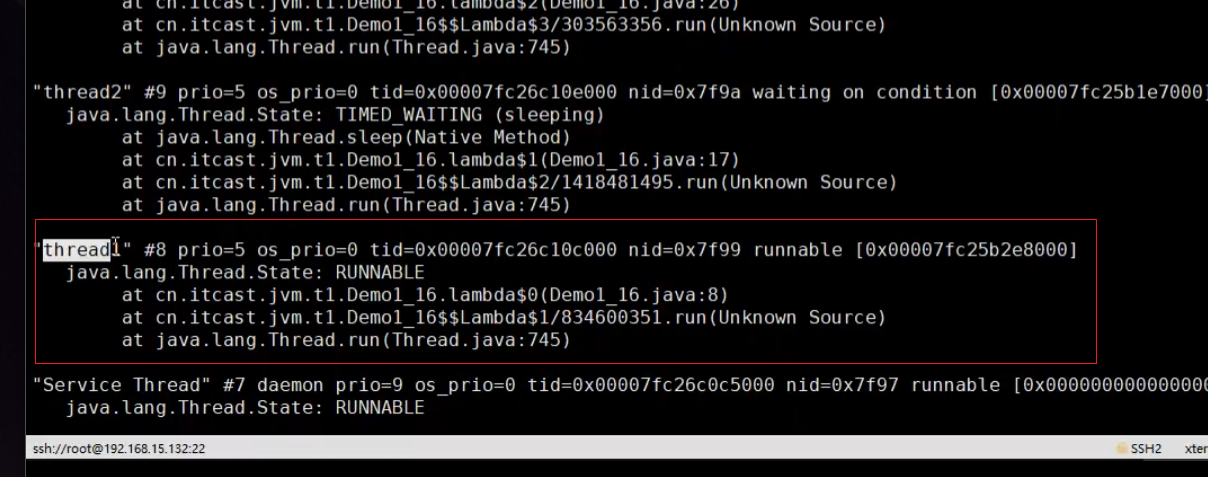 at cn.itcast.jvm.t1.Demo1_16.lambda$2(Demo1_16.java:26)
at cn.itcast.jvm.t1.Demo1_16$$Lambda$3/303563356.run(Unknown Source)
at java.lang.Thread.run(Thread.java:745)
"thread2" #9 prio=5 os_prio=0 tid=0x00007fc26c10e000 nid=0x7f9a waiting on condition [0x00007fc25b1e7000]
java.lang.Thread.State: TIMED_WAITING (sleeping)
at java.lang.Thread.sleep(Native Method)
at cn.itcast.jvm.t1.Demo1_16.lambda$1(Demo1_16.java:17)
at cn.itcast.jvm.t1.Demo1_16$$Lambda$2/1418481495.run(Unknown Source)
at java.lang.Thread.run(Thread.java:745)
"thread1" #8 prio=5 os_prio=0 tid=0x00007fc26c10c000 nid=0x7f99 runnable [0x00007fc25b2e8000]
java.lang.Thread.State: RUNNABLE
at cn.itcast.jvm.t1.Demo1_16.lambda$0(Demo1_16.java:8)
at cn.itcast.jvm.t1.Demo1_16$$Lambda$1/834600351.run(Unknown Source)
at java.lang.Thread.run(Thread.java:745)
"Service Thread" #7 daemon prio=9 os_prio=0 tid=0x00007fc26c0c5000 nid=0x7f97 runnable [0x0000000000000000
java.lang.Thread.State: RUNNABLE
ssh://root@192.168.15.132:22 SSH2 xter